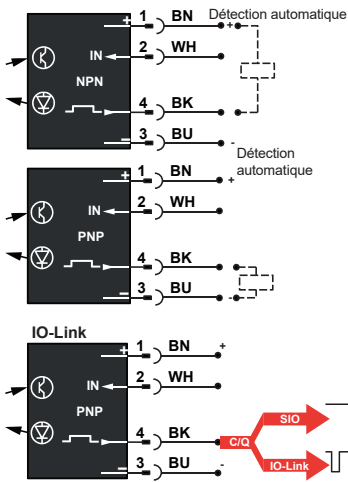 Détection automatique
+ 1 BN +
IN 2 WH
NPN
4 BK
− 3 BU -
Détection
automatique
+ 1 BN +
IN 2 WH
PNP
4 BK
− 3 BU -
IO-Link
+ 1 BN +
IN 2 WH
PNP
4 BK
C/Q
SIO
− 3 BU -
IO-Link